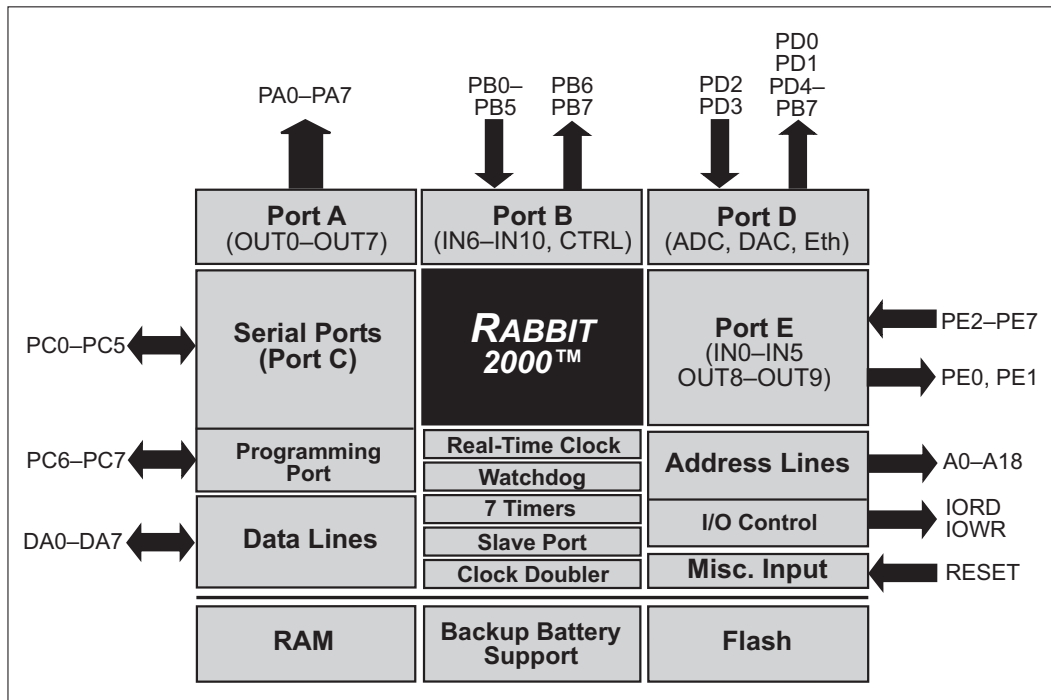 PD0
PD1
PD4–
PB7
PD2
PD3
PB0–
PB5
PB6
PB7
PA0–PA7
Port A
(OUT0–OUT7)
Port B
(IN6–IN10, CTRL)
Port D
(ADC, DAC, Eth)
PC0–PC5
Serial Ports
(Port C)
RABBIT
2000™
Port E
(IN0–IN5
OUT8–OUT9)
PE2–PE7
PE0, PE1
PC6–PC7
Programming
Port
Real-Time Clock
Watchdog
Address Lines
A0–A18
DA0–DA7
Data Lines
7 Timers
Slave Port
Clock Doubler
I/O Control
IORD
IOWR
Misc. Input
RESET
RAM
Backup Battery
Support
Flash